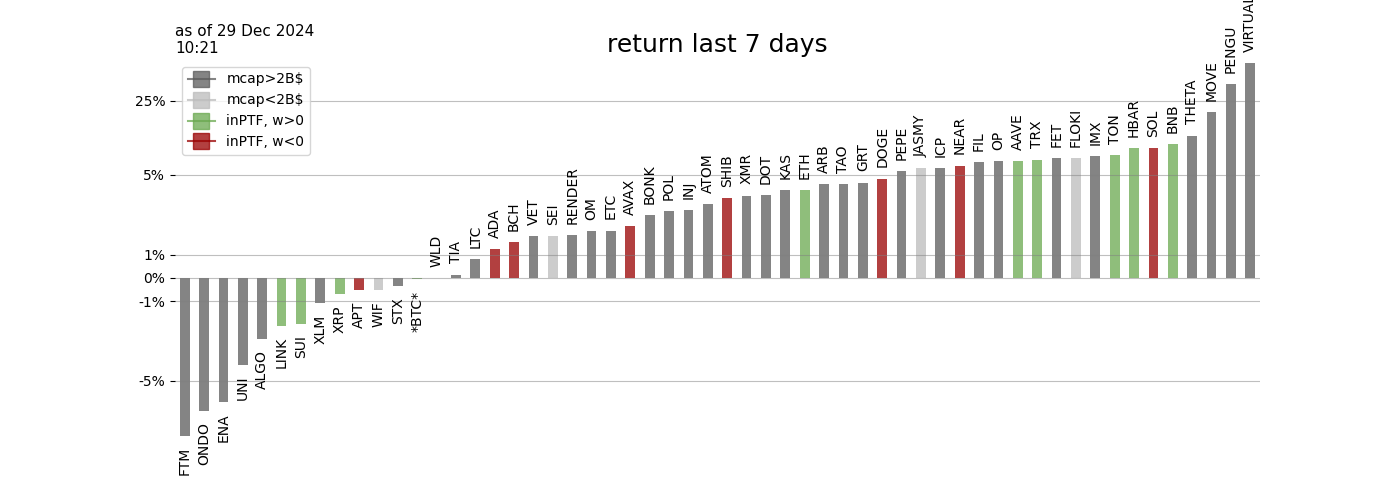 as of 29 Dec 2024
10:21
return last 7 days
mcap>2B$
mcap<2B$
inPTF, w>0
inPTF, w<0
25%
5%
1%
0%
-1%
-5%
FTM
ONDO
ENA
UNI
ALGO
LINK
SUI
XLM
XRP
APT
WIF
STX
*BTC*
WLD
TIA
LTC
ADA
BCH
VET
SEI
RENDER
OM
ETC
AVAX
BONK
POL
INJ
ATOM
SHIB
XMR
DOT
KAS
ETH
ARB
TAO
GRT
DOGE
PEPE
JASMY
ICP
NEAR
FIL
OP
AAVE
TRX
FET
FLOKI
IMX
TON
HBAR
SOL
BNB
THETA
MOVE
PENGU
VIRTUAL